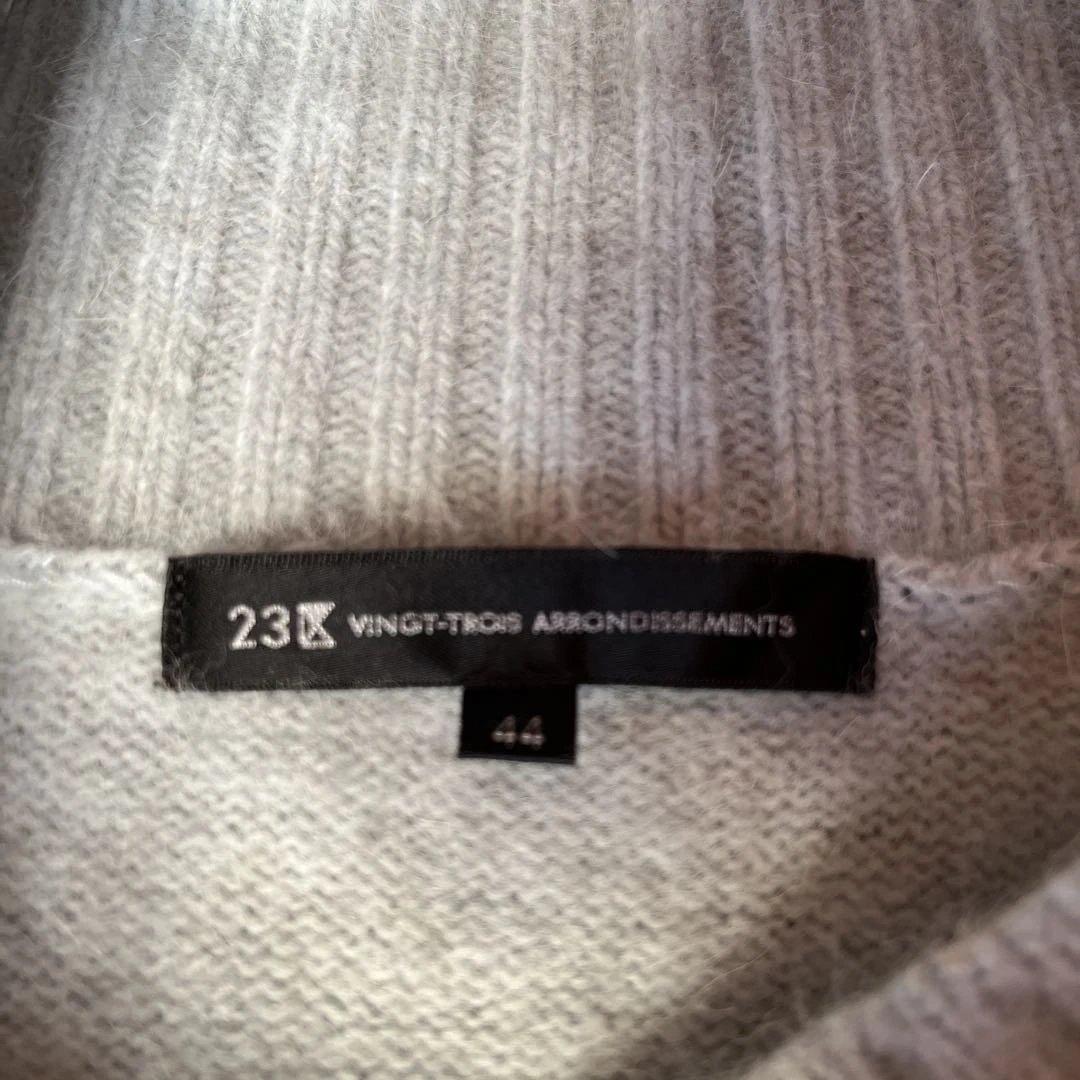 23区 VINGT-TROIS ARRONDISSEMENTS
44